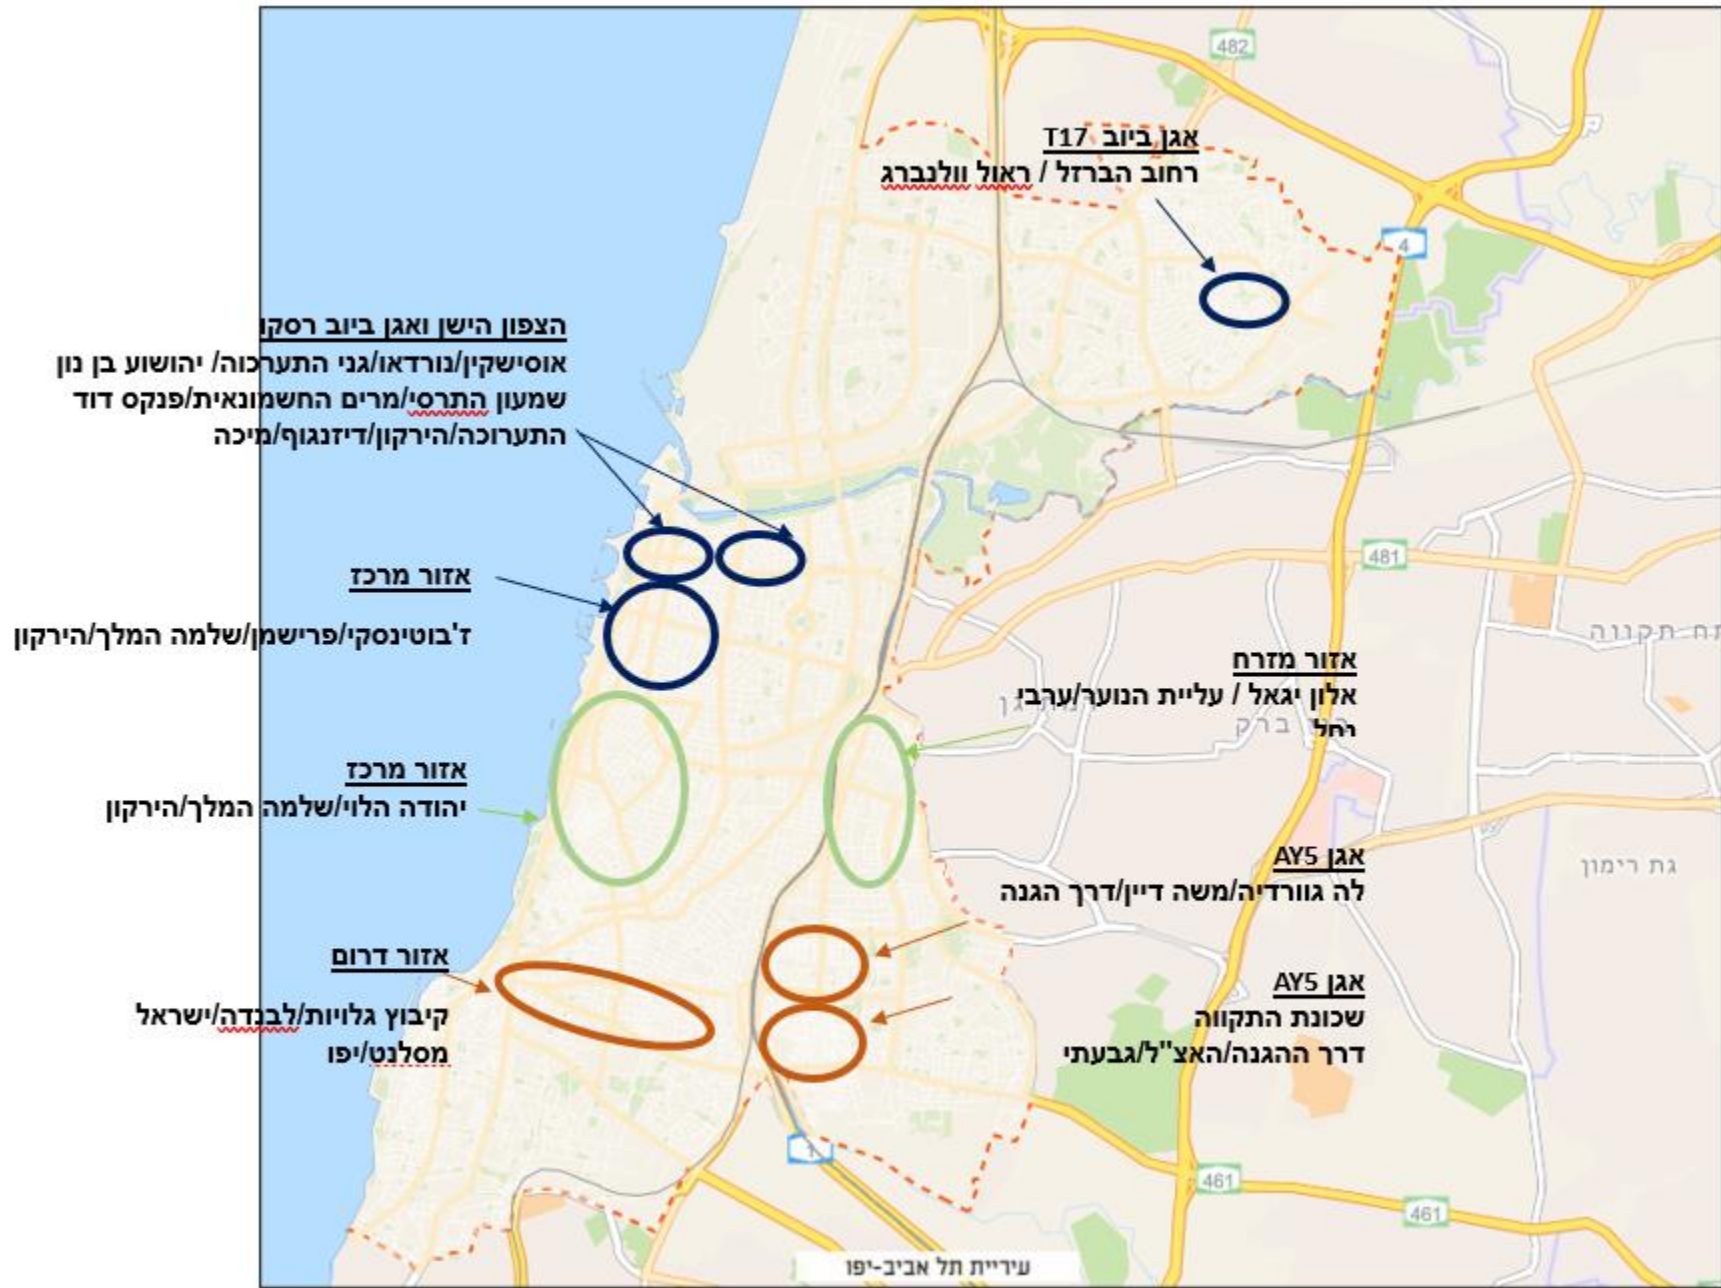 482
אגן ביוב T17
רחוב הברזל / ראול וולנברג
4
הצפון הישן ואגן ביוב רסקו
אוסישקין/נורדאו/גני התערכוה/ יהושוע בן נון
שמעון התרסי/מרים החשמונאית/פנקס דוד
התערוכה/הירקון/דיזנגוף/מיכה
481
אזור מרכז
ז'בוטינסקי/פרישמן/שלמה המלך/הירקון
תח תקנווה
אזור מזרח
אלון יגאל / עליית הנוער/ערבי
רחל
ברק
אזור מרכז
יהודה הלוי/שלמה המלך/הירקון
אגן AY5
לה גוורדיה/משה דיין/דרך הגנה
גת רימון
אזור דרום
קיבוץ גלויות/לבנדה/ישראל
מסלנט/יפו
אגן AY5
שכונת התקווה
דרך ההגנה/האצ"ל/גבעתי
1
461
461
עיריית תל אביב-יפו